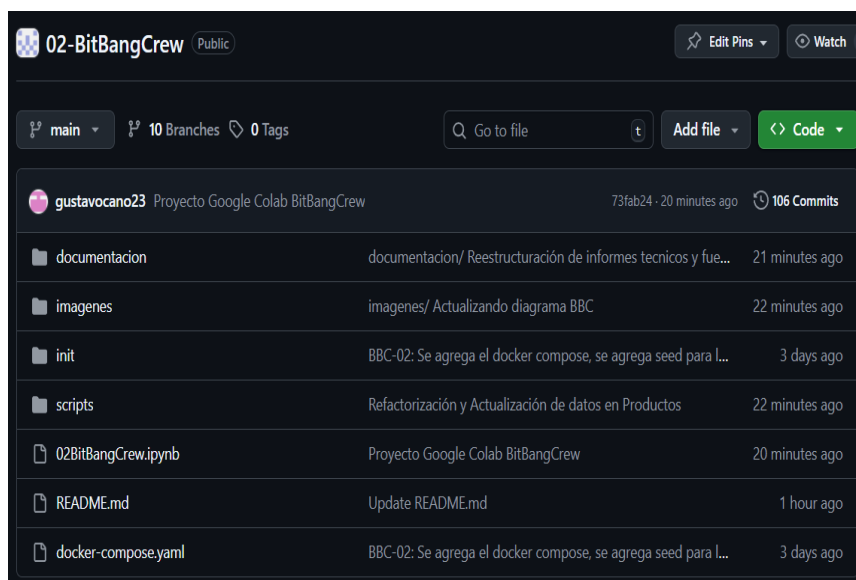 02-BitBangCrew Public Edit Pins Watch
main 10 Branches 0 Tags Go to file t Add file <> Code
gustavocano23 Proyecto Google Colab BitBangCrew 73fab24 · 20 minutes ago 106 Commits
documentacion documentacion/ Reestructuración de informes tecnicos y fue... 21 minutes ago
imagenes imagenes/ Actualizando diagrama BBC 22 minutes ago
init BBC-02: Se agrega el docker compose, se agrega seed para l... 3 days ago
scripts Refactorización y Actualización de datos en Productos 22 minutes ago
02BitBangCrew.ipynb Proyecto Google Colab BitBangCrew 20 minutes ago
README.md Update README.md 1 hour ago
docker-compose.yaml BBC-02: Se agrega el docker compose, se agrega seed para l... 3 days ago